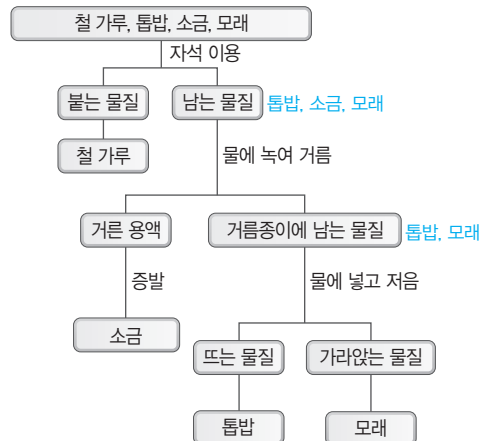 철 가루, 톱밥, 소금, 모래
자석 이용
붙는 물질
남는 물질
톱밥, 소금, 모래
철 가루
물에 녹여 거름
거른 용액
거름종이에 남는 물질
톱밥, 모래
증발
물에 넣고 저음
소금
뜨는 물질
가라앉는 물질
톱밥
모래